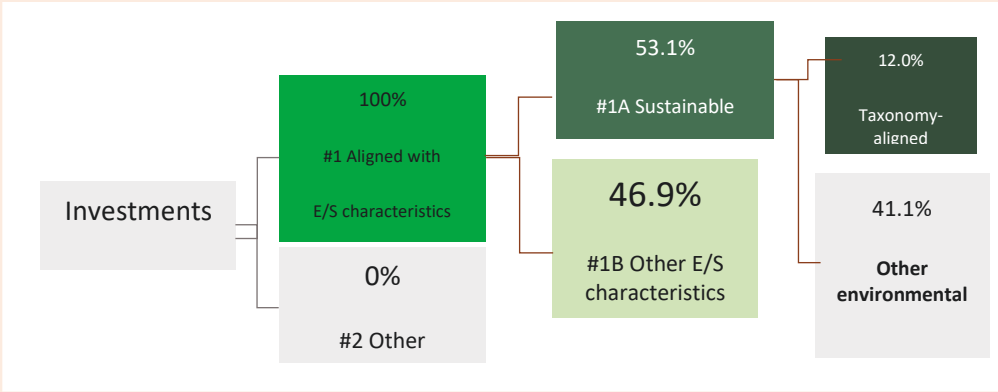 Investments
100%
#1 Aligned with
E/S characteristics
0%
#2 Other
53.1%
#1A Sustainable
46.9%
#1B Other E/S
characteristics
12.0%
Taxonomy-
aligned
41.1%
Other
environmental